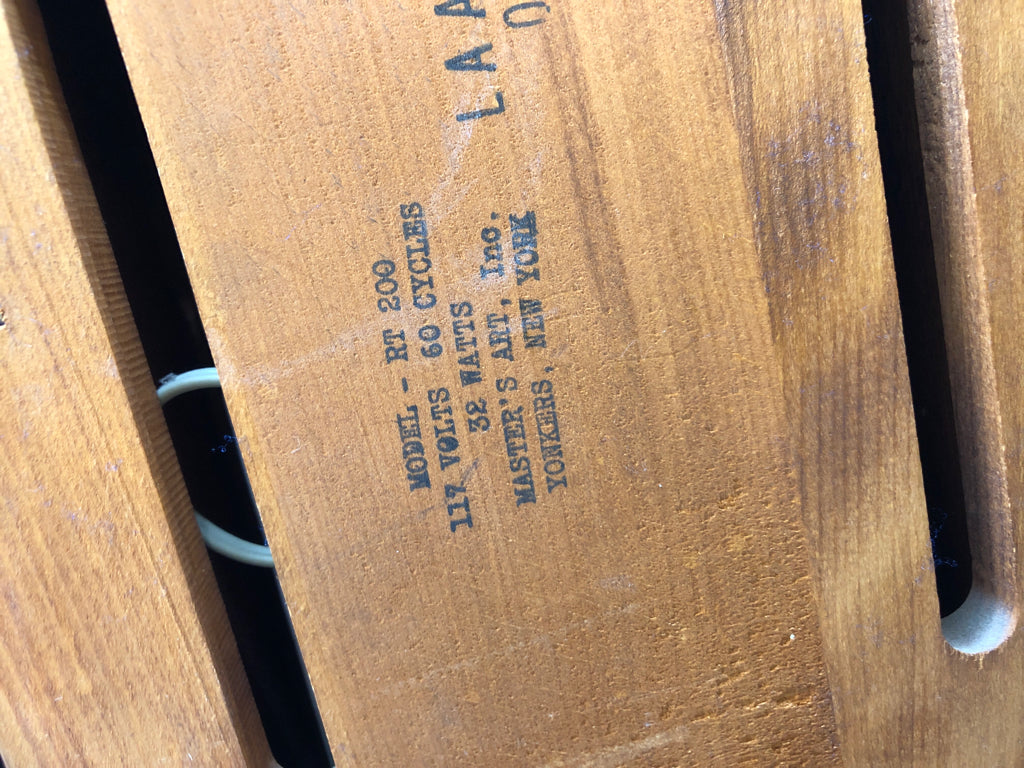 MODEL - RT 200
117 VOLTS 60 CYCLES
32 WATTS
MASTER'S ART, Inc.
YONKERS, NEW YORK
L A A